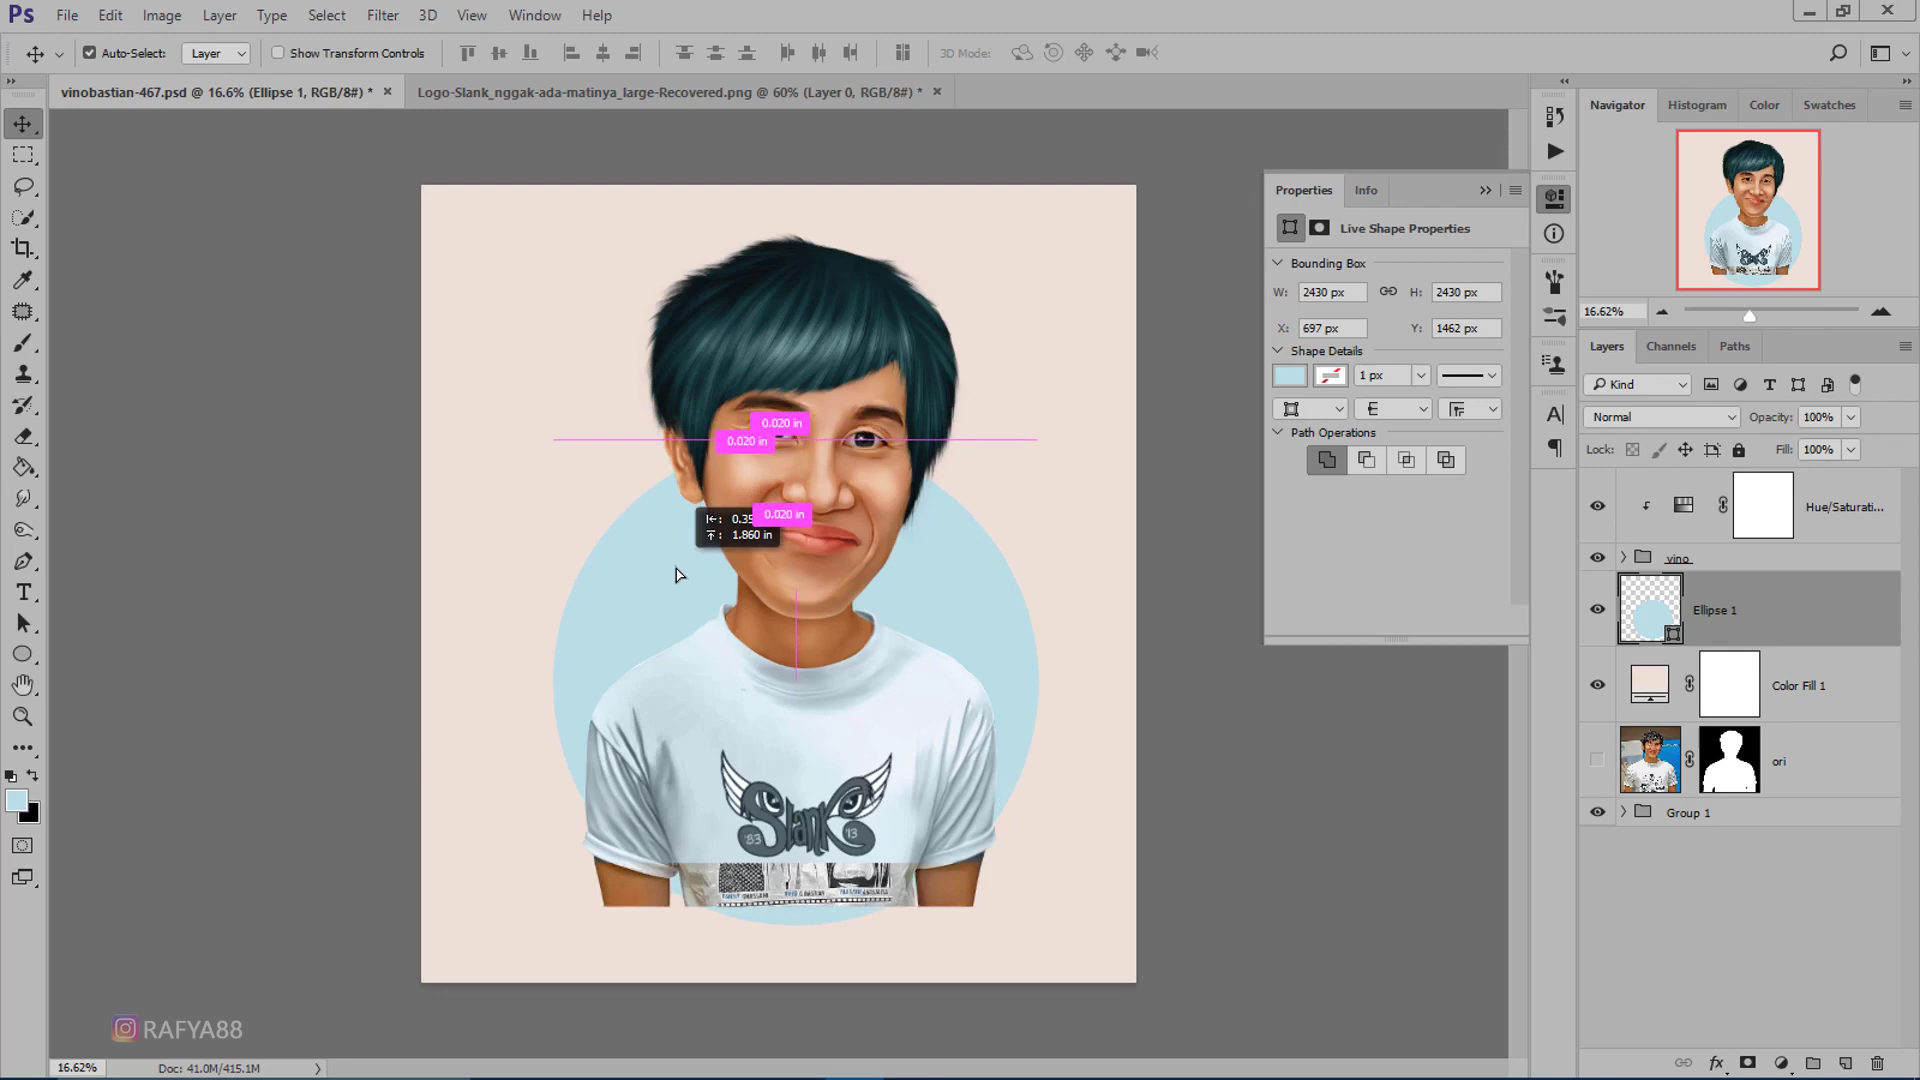 Ps File Edit Image Layer Type Select Filter 3D View Window Help
Auto-Select: Layer Show Transform Controls 3D Mode:
vinobastian-467.psd @ 16.6% (Ellipse 1, RGB/8#) * Logo-Slank_nggak-ada-matinya_large-Recovered.png @ 60% (Layer 0, RGB/8#) *
Navigator Histogram Color Swatches
16.62%
Properties Info
Live Shape Properties
Bounding Box
W: 2430 px H: 2430 px
X: 697 px Y: 1462 px
Shape Details
1 px
Path Operations
Layers Channels Paths
Kind
Normal Opacity: 100%
Lock: Fill: 100%
Hue/Saturati...
vino
Ellipse 1
Color Fill 1
ori
Group 1
0.020 in
0.020 in
0.020 in
1.860 in
Slank
'83 '13
RAFYA88
16.62% Doc: 41.0M/415.1M